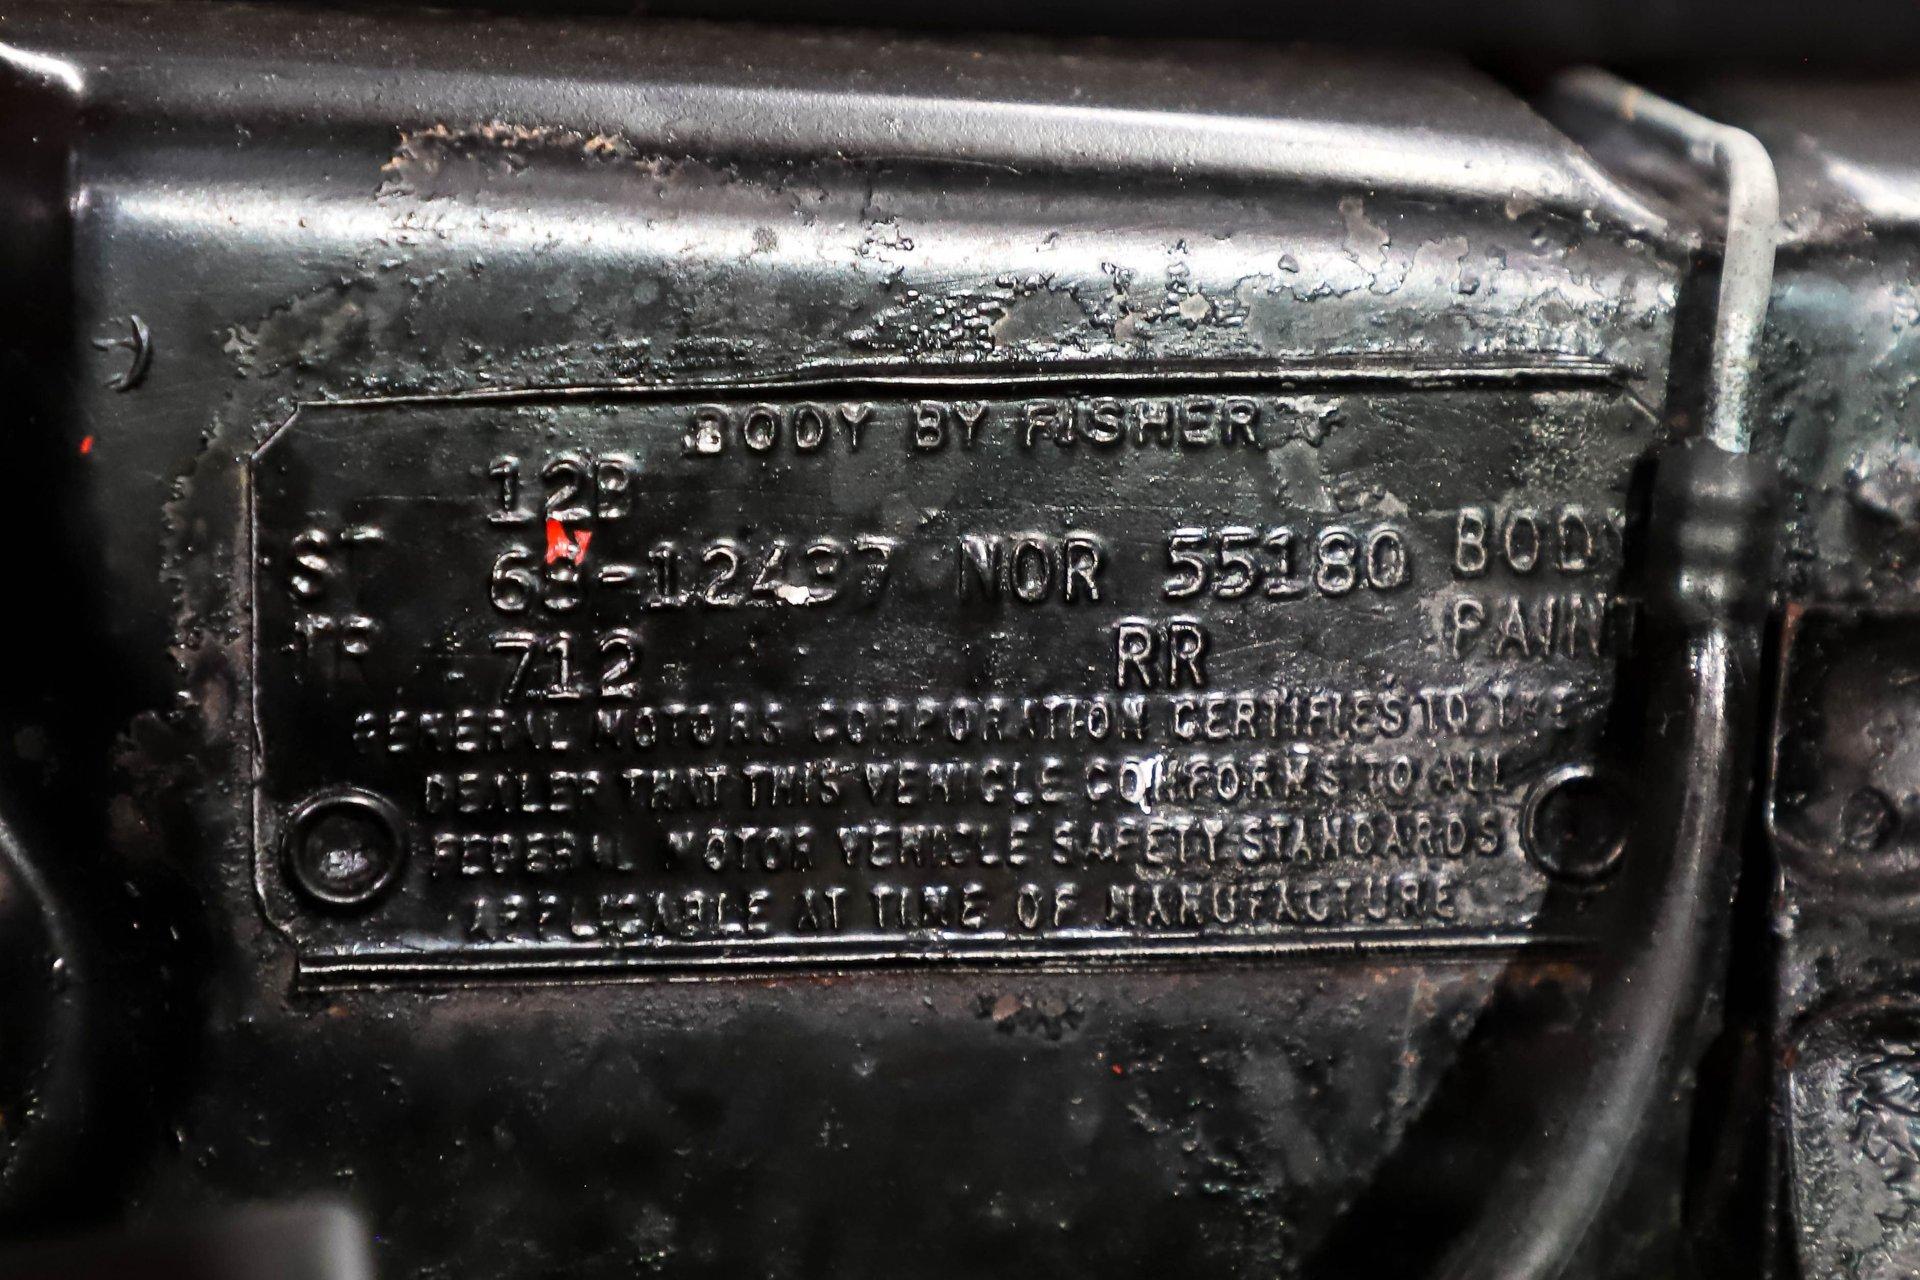 BODY BY FISHER
12B
ST 68-12437 NOR 55180 BODY
TR 712 RR PAINT
GENERAL MOTORS CORPORATION CERTIFIES TO THE
DEALER THAT THIS VEHICLE CONFORMS TO ALL
FEDERAL MOTOR VEHICLE SAFETY STANDARDS
APPLICABLE AT TIME OF MANUFACTURE